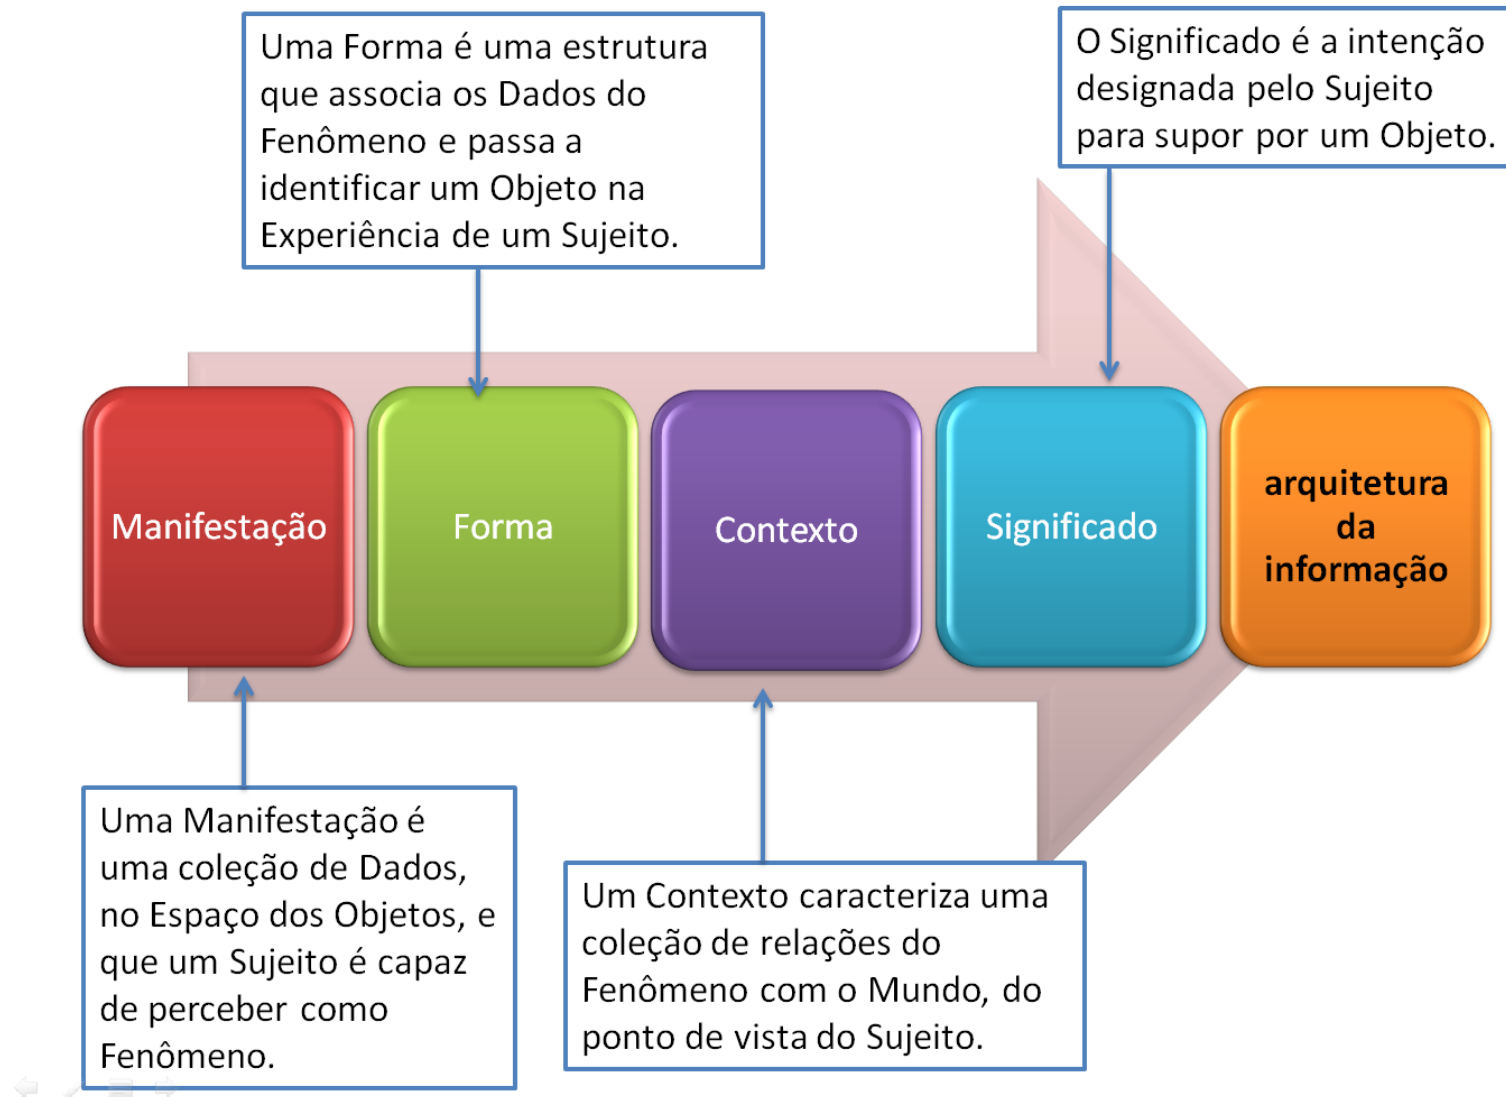 Uma Forma é uma estrutura
que associa os Dados do
Fenômeno e passa a
identificar um Objeto na
Experiência de um Sujeito.
O Significado é a intenção
designada pelo Sujeito
para supor por um Objeto.
Manifestação
Forma
Contexto
Significado
arquitetura
da
informação
Uma Manifestação é
uma coleção de Dados,
no Espaço dos Objetos, e
que um Sujeito é capaz
de perceber como
Fenômeno.
Um Contexto caracteriza uma
coleção de relações do
Fenômeno com o Mundo, do
ponto de vista do Sujeito.